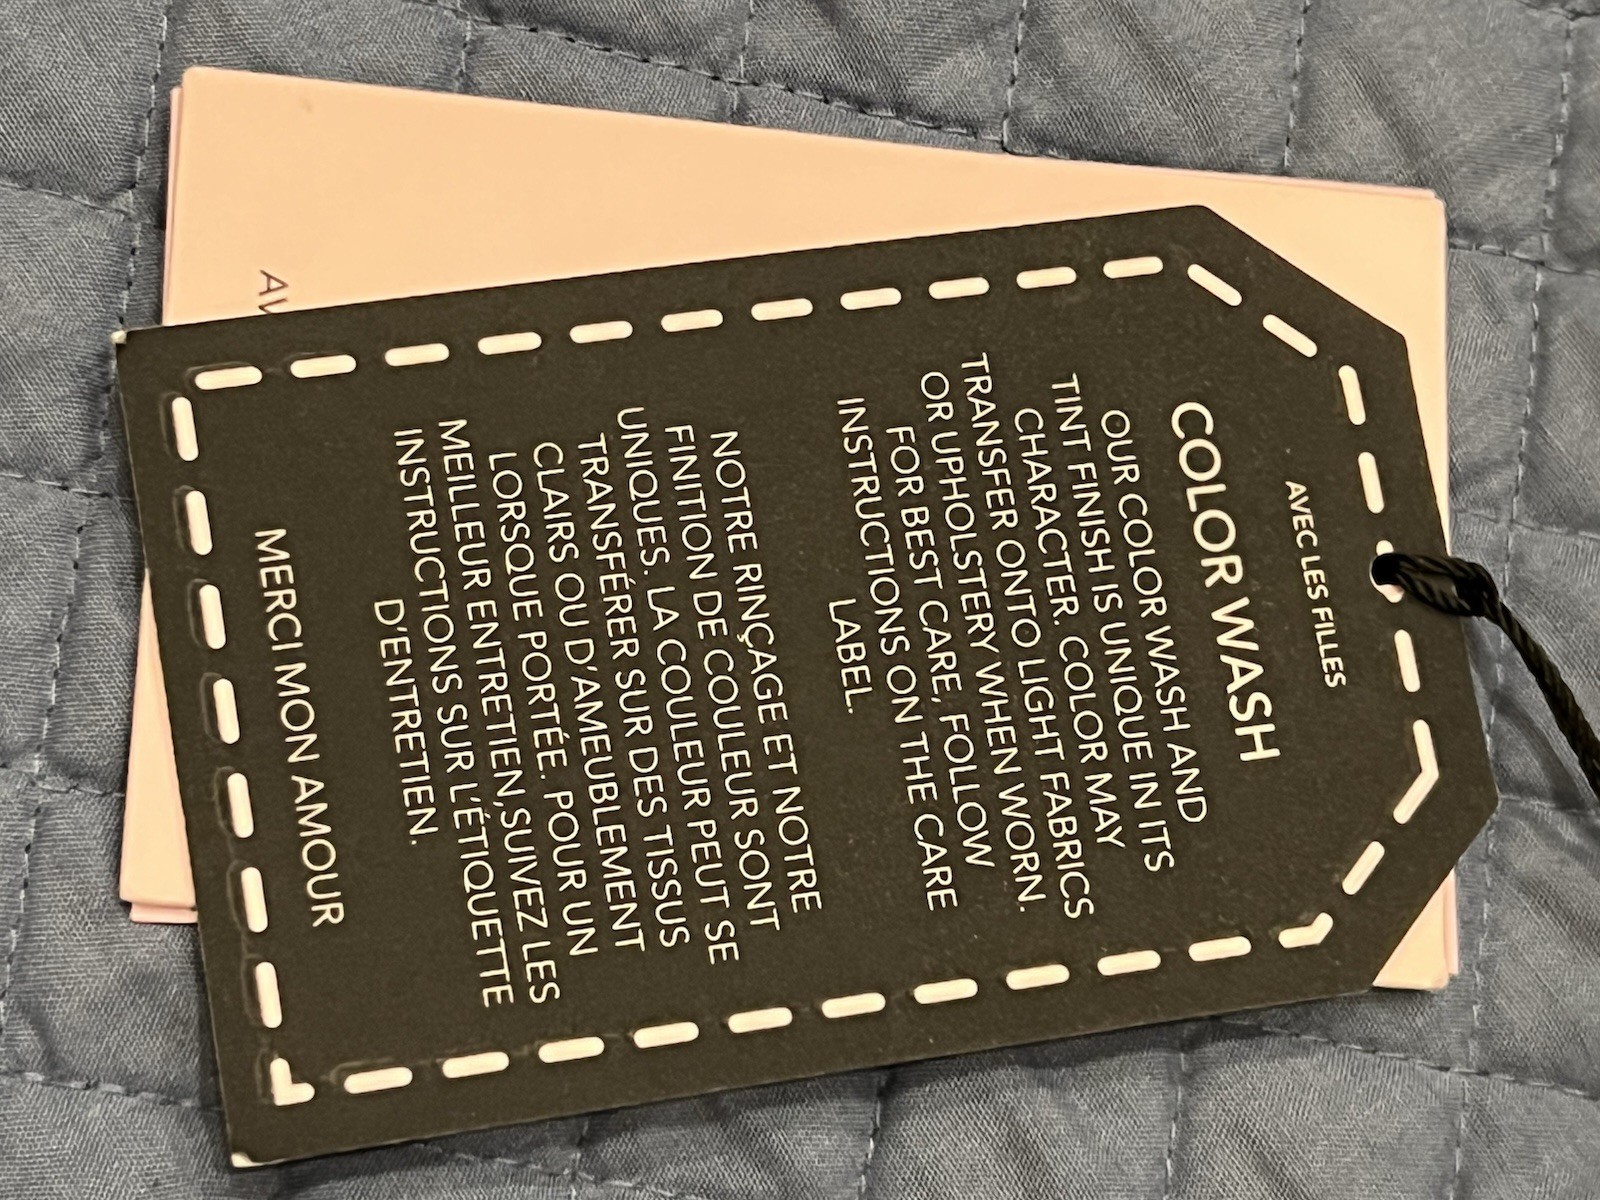 AVEC LES FILLES
COLOR WASH
OUR COLOR WASH AND
TINT FINISH IS UNIQUE IN ITS
CHARACTER. COLOR MAY
TRANSFER ONTO LIGHT FABRICS
OR UPHOLSTERY WHEN WORN.
FOR BEST CARE, FOLLOW
INSTRUCTIONS ON THE CARE
LABEL.
NOTRE RINÇAGE ET NOTRE
FINITION DE COULEUR SONT
UNIQUES. LA COULEUR PEUT SE
TRANSFÉRER SUR DES TISSUS
CLAIRS OU D'AMEUBLEMENT
LORSQUE PORTÉE. POUR UN
MEILLEUR ENTRETIEN,SUIVEZ LES
INSTRUCTIONS SUR L'ÉTIQUETTE
D'ENTRETIEN.
MERCI MON AMOUR